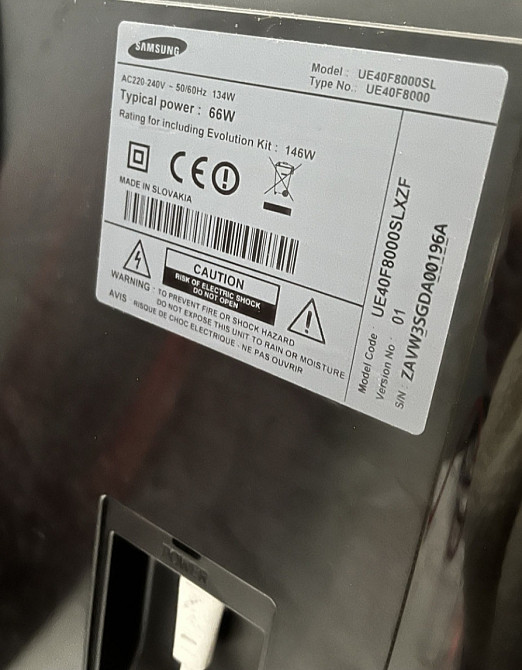 SAMSUNG
Model : UE40F8000SL
Type No.: UE40F8000
AC220-240V ~ 50/60Hz 134W
Typical power : 66W
Rating for including Evolution Kit : 146W
CE
MADE IN SLOVAKIA
CAUTION
RISK OF ELECTRIC SHOCK
DO NOT OPEN
WARNING : TO PREVENT FIRE OR SHOCK HAZARD
DO NOT EXPOSE THIS UNIT TO RAIN OR MOISTURE
AVIS : RISQUE DE CHOC ELECTRIQUE - NE PAS OUVRIR
Model Code : UE40F8000SLXZF
Version No : 01
S/N : ZAVW3SGDA00196A
POWER